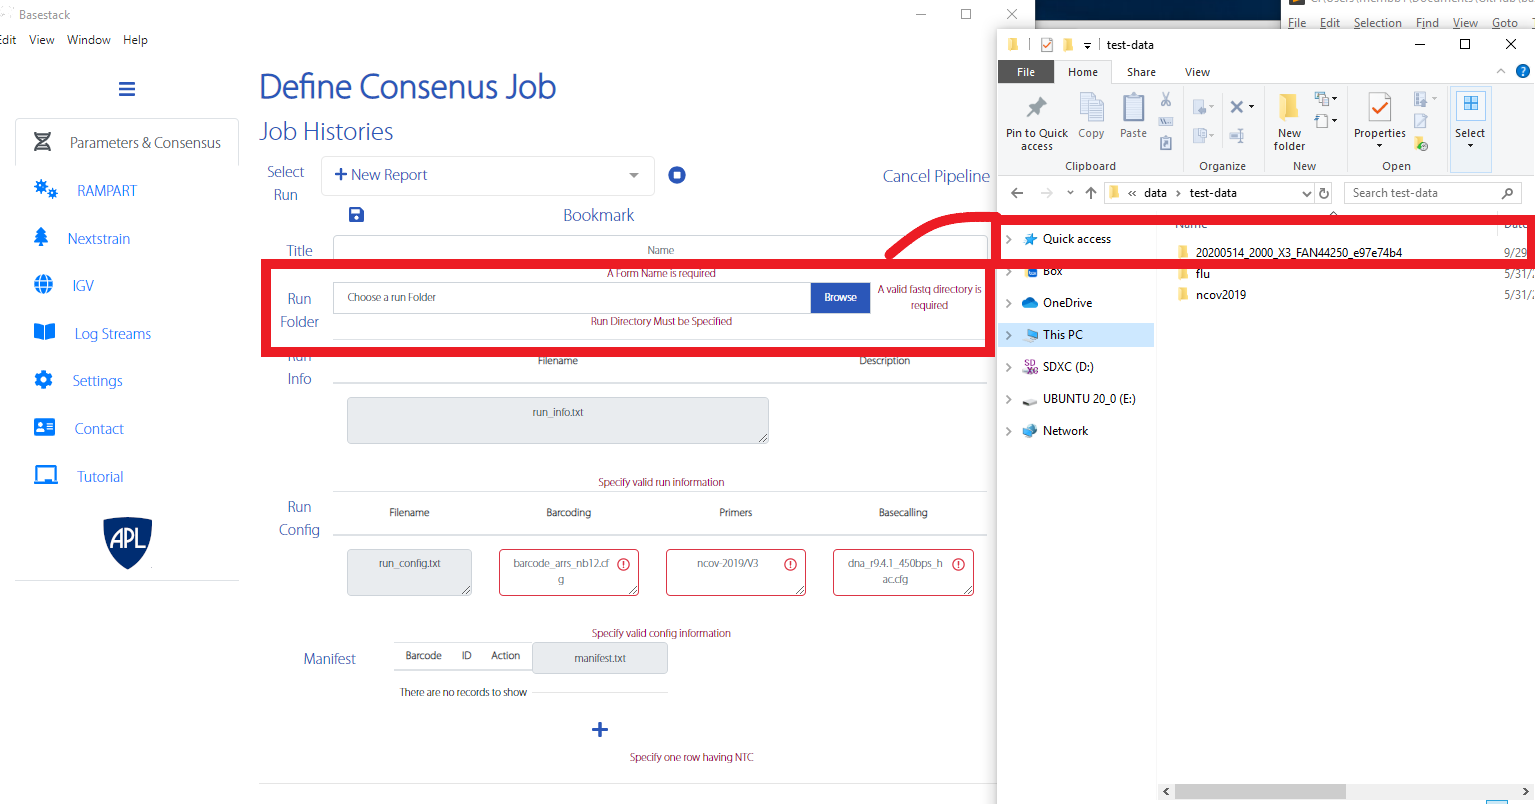 Basestack
Edit View Window Help
Parameters & Consensus
RAMPART
Nextstrain
IGV
Log Streams
Settings
Contact
Tutorial
APL
Define Consenus Job
Job Histories
Select Run
New Report
Cancel Pipeline
Bookmark
Title
Name
A Form Name is required
Run Folder
Choose a run Folder
Browse
A valid fastq directory is required
Run Directory Must be Specified
Run Info
Filename Description
run_info.txt
Specify valid run information
Run Config
Filename Barcoding Primers Basecalling
run_config.txt
barcode_arrs_nb12.cfg
ncov-2019/V3
dna_r9.4.1_450bps_hac.cfg
Specify valid config information
Manifest
Barcode ID Action
manifest.txt
There are no records to show
Specify one row having NTC
File Edit Selection Find View Goto
test-data
File Home Share View
Pin to Quick access
Copy
Paste
New folder
Properties
Select
Clipboard Organize New Open
« data › test-data
Search test-data
Name Date
Quick access
Box
OneDrive
This PC
SDXC (D:)
UBUNTU 20_0 (E:)
Network
20200514_2000_X3_FAN44250_e97e74b4 9/29
flu 5/31/2
ncov2019 5/31/2